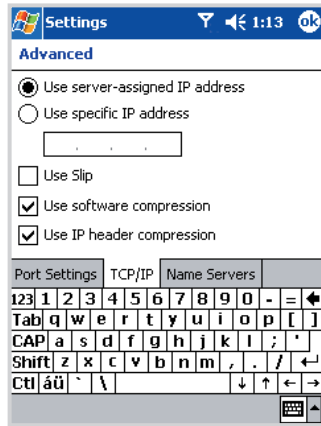 Settings 1:13 ok
Advanced
Use server-assigned IP address
Use specific IP address
. . .
Use Slip
Use software compression
Use IP header compression
Port Settings TCP/IP Name Servers
123 1 2 3 4 5 6 7 8 9 0 - = ←
Tab q w e r t y u i o p [ ]
CAP a s d f g h j k l ; '
Shift z x c v b n m , . / ↵
Ctl áü ` \ ↓ ↑ ← →